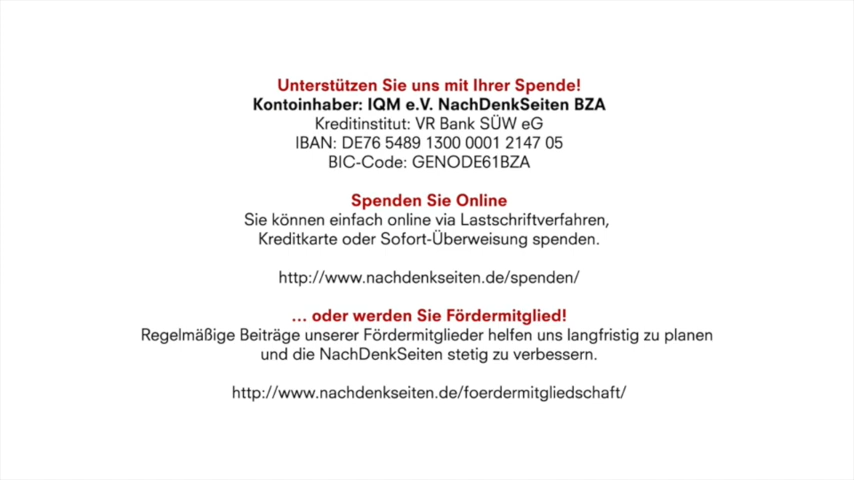 Unterstützen Sie uns mit Ihrer Spende!
Kontoinhaber: IQM e.V. NachDenkSeiten BZA
Kreditinstitut: VR Bank SÜW eG
IBAN: DE76 5489 1300 0001 2147 05
BIC-Code: GENODE61BZA
Spenden Sie Online
Sie können einfach online via Lastschriftverfahren,
Kreditkarte oder Sofort-Überweisung spenden.
http://www.nachdenkseiten.de/spenden/
... oder werden Sie Fördermitglied!
Regelmäßige Beiträge unserer Fördermitglieder helfen uns langfristig zu planen
und die NachDenkSeiten stetig zu verbessern.
http://www.nachdenkseiten.de/foerdermitgliedschaft/